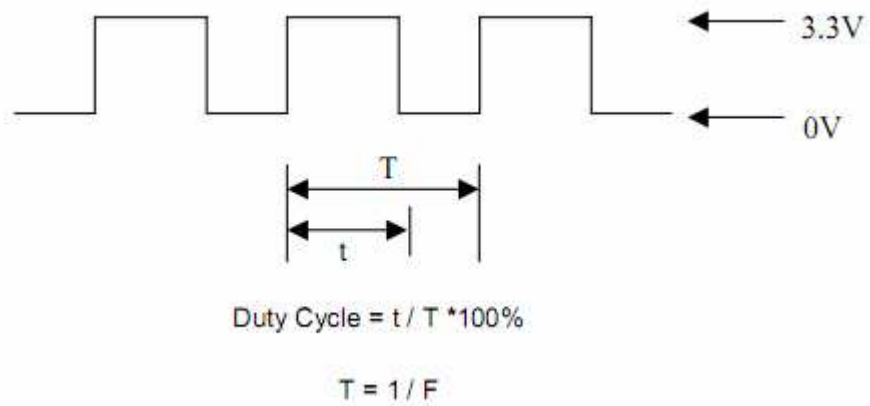 3.3V
0V
T
t
Duty Cycle = t / T *100%
T = 1 / F